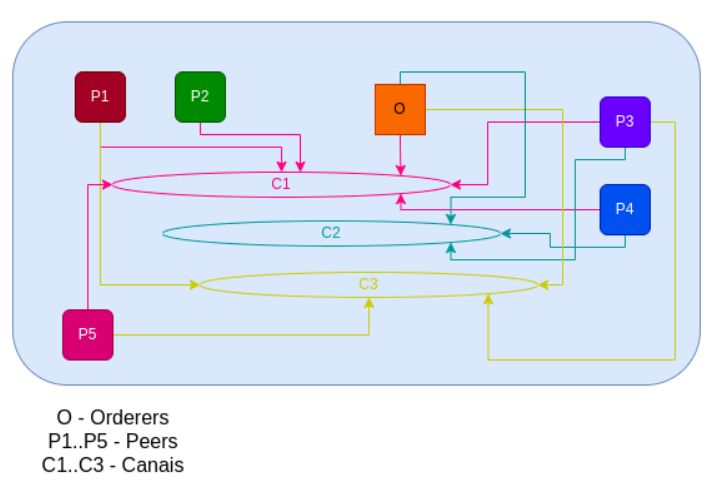 P1
P2
O
P3
C1
P4
C2
C3
P5
O - Orderers
P1..P5 - Peers
C1..C3 - Canais